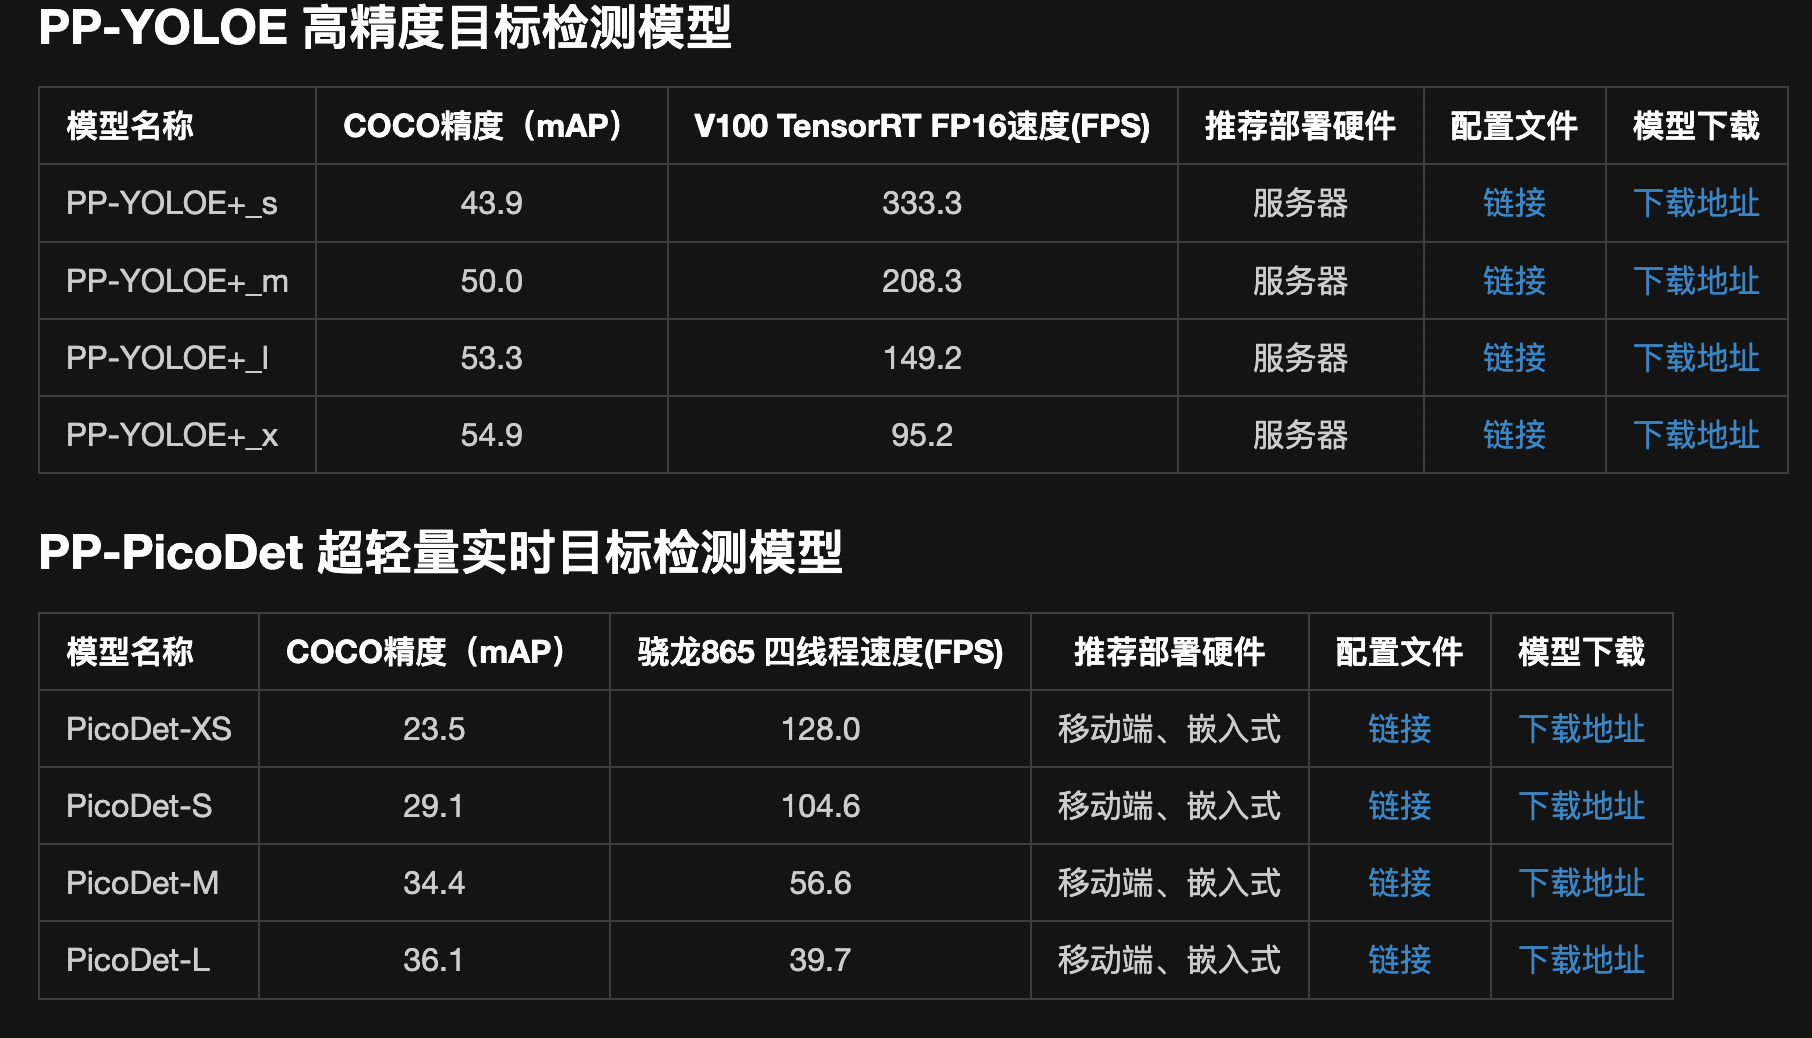 PP-YOLOE 高精度目标检测模型
模型名称 COCO精度（mAP） V100 TensorRT FP16速度(FPS) 推荐部署硬件 配置文件 模型下载
PP-YOLOE+_s 43.9 333.3 服务器 链接 下载地址
PP-YOLOE+_m 50.0 208.3 服务器 链接 下载地址
PP-YOLOE+_l 53.3 149.2 服务器 链接 下载地址
PP-YOLOE+_x 54.9 95.2 服务器 链接 下载地址
PP-PicoDet 超轻量实时目标检测模型
模型名称 COCO精度（mAP） 骁龙865 四线程速度(FPS) 推荐部署硬件 配置文件 模型下载
PicoDet-XS 23.5 128.0 移动端、嵌入式 链接 下载地址
PicoDet-S 29.1 104.6 移动端、嵌入式 链接 下载地址
PicoDet-M 34.4 56.6 移动端、嵌入式 链接 下载地址
PicoDet-L 36.1 39.7 移动端、嵌入式 链接 下载地址